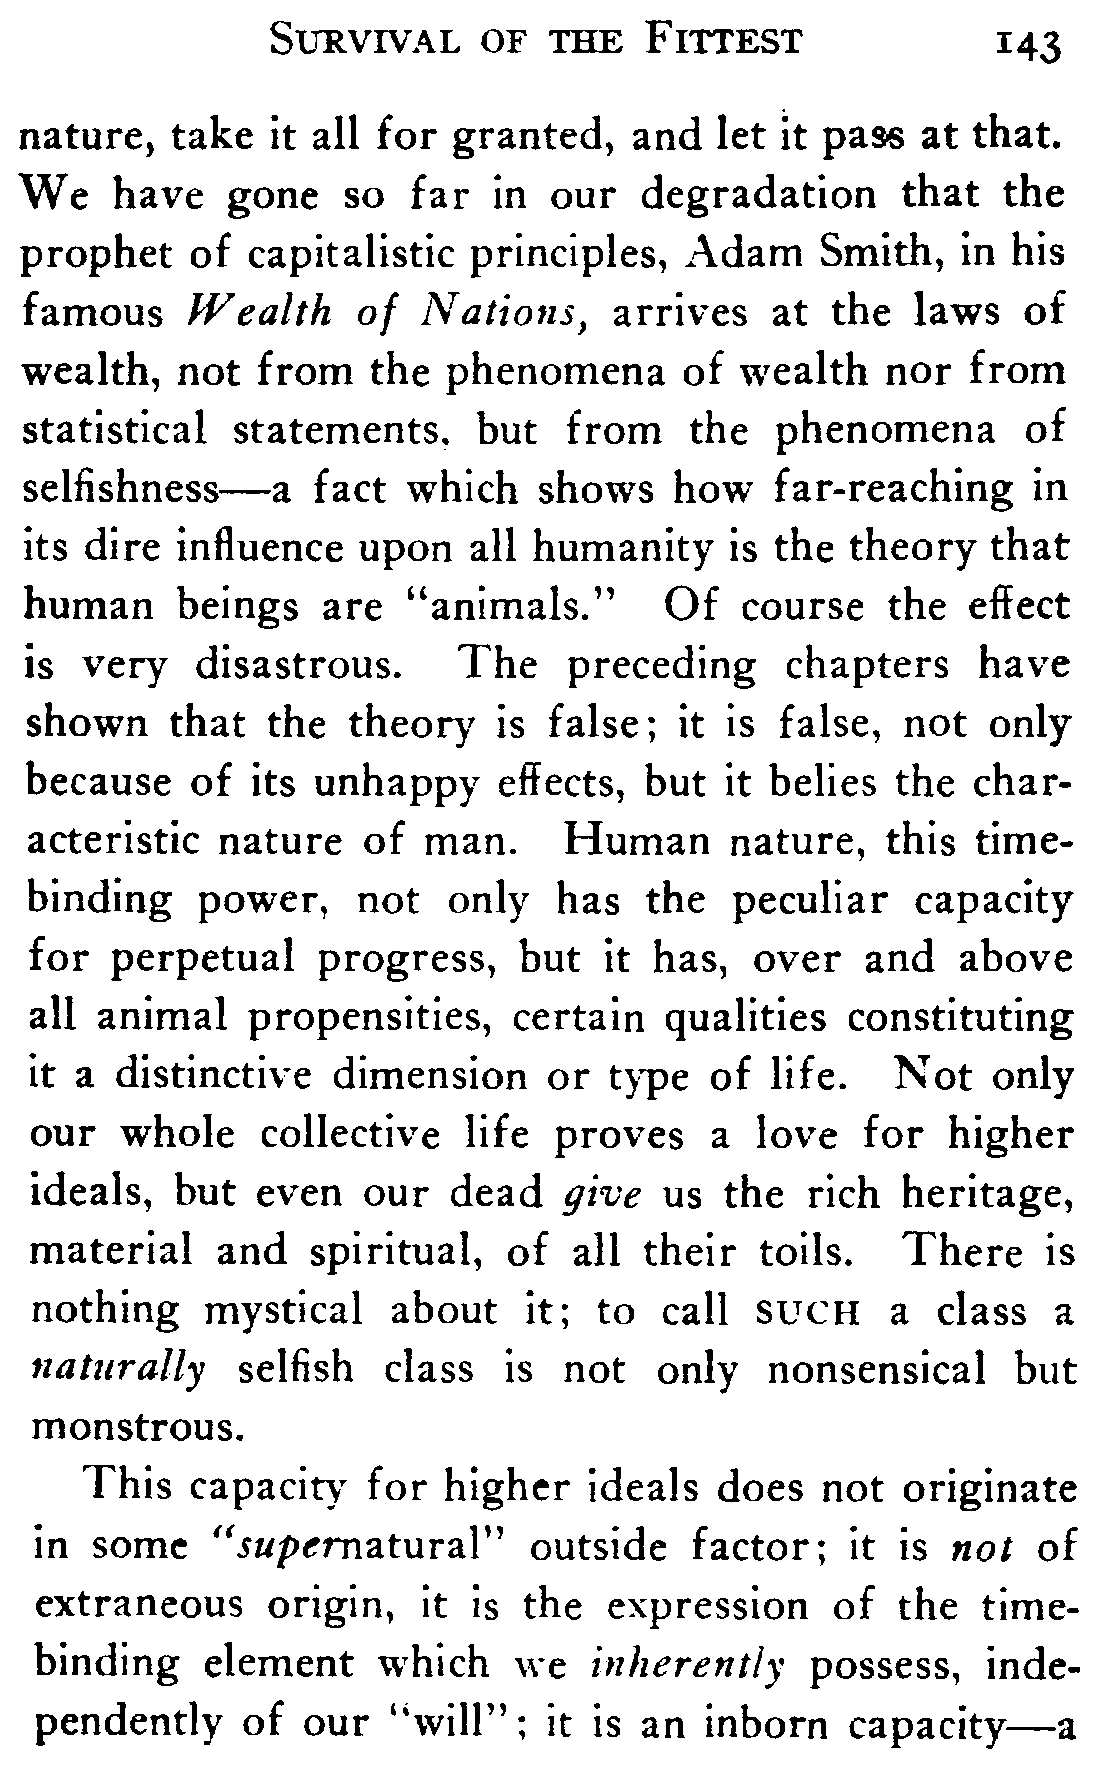 SURVIVAL OF THE FITTEST 143
nature, take it all for granted, and let it pass at that.
We have gone so far in our degradation that the
prophet of capitalistic principles, Adam Smith, in his
famous Wealth of Nations, arrives at the laws of
wealth, not from the phenomena of wealth nor from
statistical statements, but from the phenomena of
selfishness—a fact which shows how far-reaching in
its dire influence upon all humanity is the theory that
human beings are “animals.” Of course the effect
is very disastrous. The preceding chapters have
shown that the theory is false; it is false, not only
because of its unhappy effects, but it belies the char-
acteristic nature of man. Human nature, this time-
binding power, not only has the peculiar capacity
for perpetual progress, but it has, over and above
all animal propensities, certain qualities constituting
it a distinctive dimension or type of life. Not only
our whole collective life proves a love for higher
ideals, but even our dead give us the rich heritage,
material and spiritual, of all their toils. There is
nothing mystical about it; to call SUCH a class a
naturally selfish class is not only nonsensical but
monstrous.
This capacity for higher ideals does not originate
in some “supernatural” outside factor; it is not of
extraneous origin, it is the expression of the time-
binding element which we inherently possess, inde-
pendently of our “will”; it is an inborn capacity—a